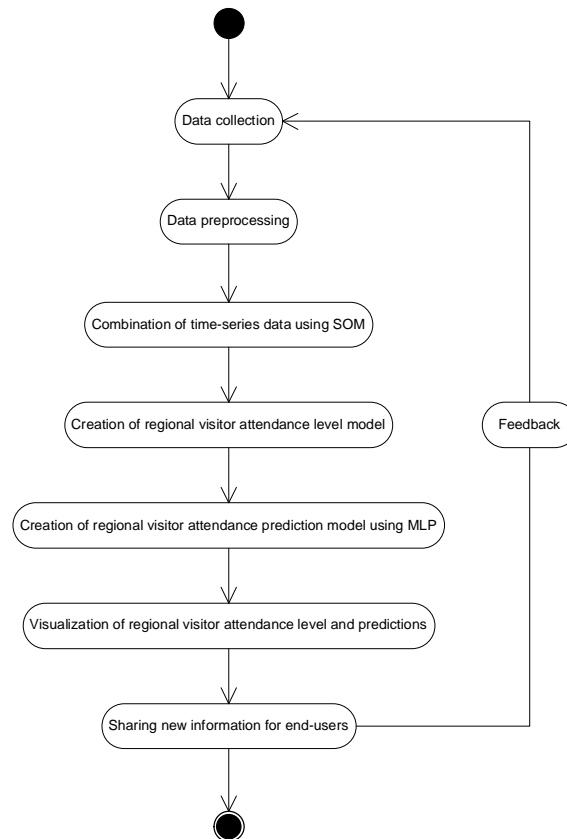 Data collection
Data preprocessing
Combination of time-series data using SOM
Creation of regional visitor attendance level model
Feedback
Creation of regional visitor attendance prediction model using MLP
Visualization of regional visitor attendance level and predictions
Sharing new information for end-users